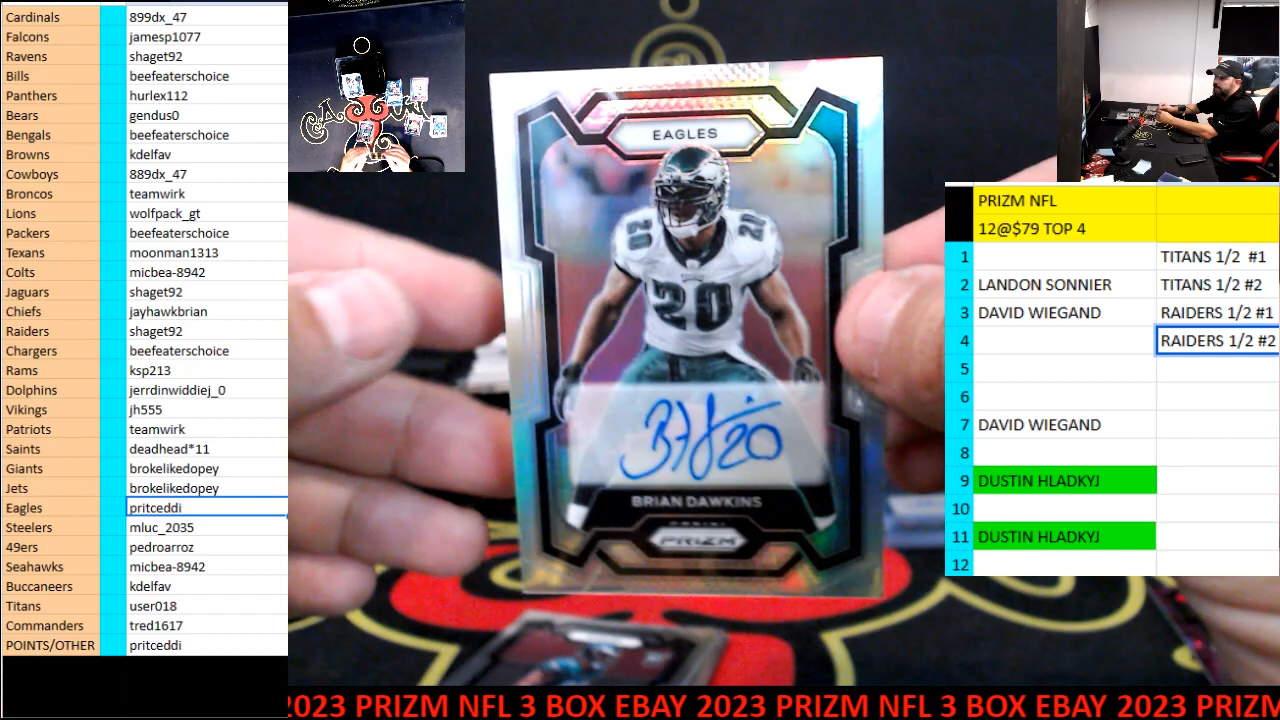 Cardinals 899dx_47
Falcons jamesp1077
Ravens shaget92
Bills beefeaterschoice
Panthers hurlex112
Bears gendus0
Bengals beefeaterschoice
Browns kdelfav
Cowboys 889dx_47
Broncos teamwirk
Lions wolfpack_gt
Packers beefeaterschoice
Texans moonman1313
Colts micbea-8942
Jaguars shaget92
Chiefs jayhawkbrian
Raiders shaget92
Chargers beefeaterschoice
Rams ksp213
Dolphins jerrdinwiddiej_0
Vikings jh555
Patriots teamwirk
Saints deadhead*11
Giants brokelikedopey
Jets brokelikedopey
Eagles pritceddi
Steelers mluc_2035
49ers pedroarroz
Seahawks micbea-8942
Buccaneers kdelfav
Titans user018
Commanders tred1617
POINTS/OTHER pritceddi
EAGLES
20 20
20
20
BRIAN DAWKINS
PANINI
PRIZM
PRIZM NFL
12@$79 TOP 4
1 TITANS 1/2 #1
2 LANDON SONNIER TITANS 1/2 #2
3 DAVID WIEGAND RAIDERS 1/2 #1
4 RAIDERS 1/2 #2
5
6
7 DAVID WIEGAND
8
9 DUSTIN HLADKYJ
10
11 DUSTIN HLADKYJ
12
2023 PRIZM NFL 3 BOX EBAY 2023 PRIZM NFL 3 BOX EBAY 2023 PRIZM